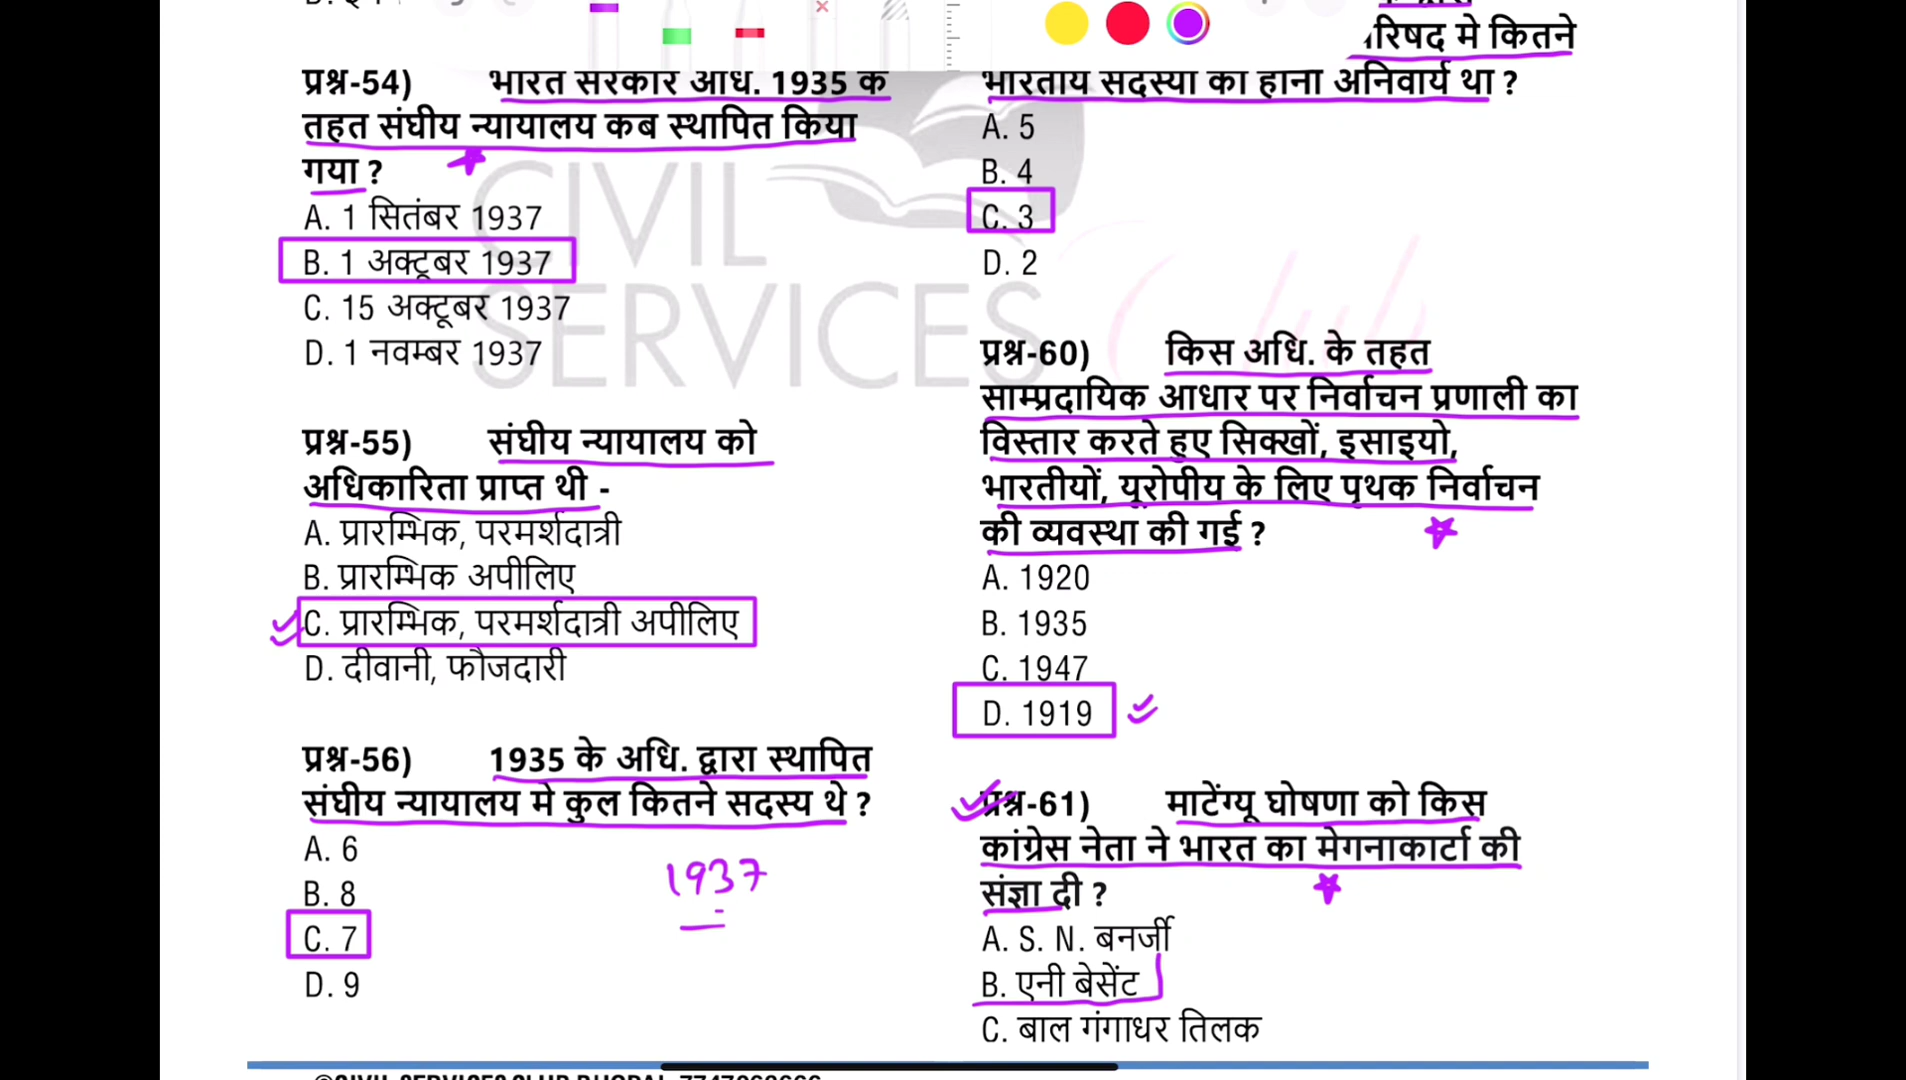 प्रश्न-54) भारत सरकार अधि. 1935 के
तहत संघीय न्यायालय कब स्थापित किया
गया ?
A. 1 सितंबर 1937
B. 1 अक्टूबर 1937
C. 15 अक्टूबर 1937
D. 1 नवम्बर 1937
प्रश्न-55) संघीय न्यायालय को
अधिकारिता प्राप्त थी -
A. प्रारम्भिक, परमर्शदात्री
B. प्रारम्भिक अपीलिए
C. प्रारम्भिक, परमर्शदात्री अपीलिए
D. दीवानी, फौजदारी
प्रश्न-56) 1935 के अधि. द्वारा स्थापित
संघीय न्यायालय मे कुल कितने सदस्य थे ?
A. 6
B. 8
C. 7
D. 9
1937
मे कितने
भारतीय सदस्यों का होना अनिवार्य था ?
A. 5
B. 4
C. 3
D. 2
प्रश्न-60) किस अधि. के तहत
साम्प्रदायिक आधार पर निर्वाचन प्रणाली का
विस्तार करते हुए सिक्खों, इसाइयो,
भारतीयों, यूरोपीय के लिए पृथक निर्वाचन
की व्यवस्था की गई ?
A. 1920
B. 1935
C. 1947
D. 1919
प्रश्न-61) माटेंग्यू घोषणा को किस
कांग्रेस नेता ने भारत का मेगनाकार्टा की
संज्ञा दी ?
A. S. N. बनर्जी
B. एनी बेसेंट
C. बाल गंगाधर तिलक
CIVIL
SERVICES
Club